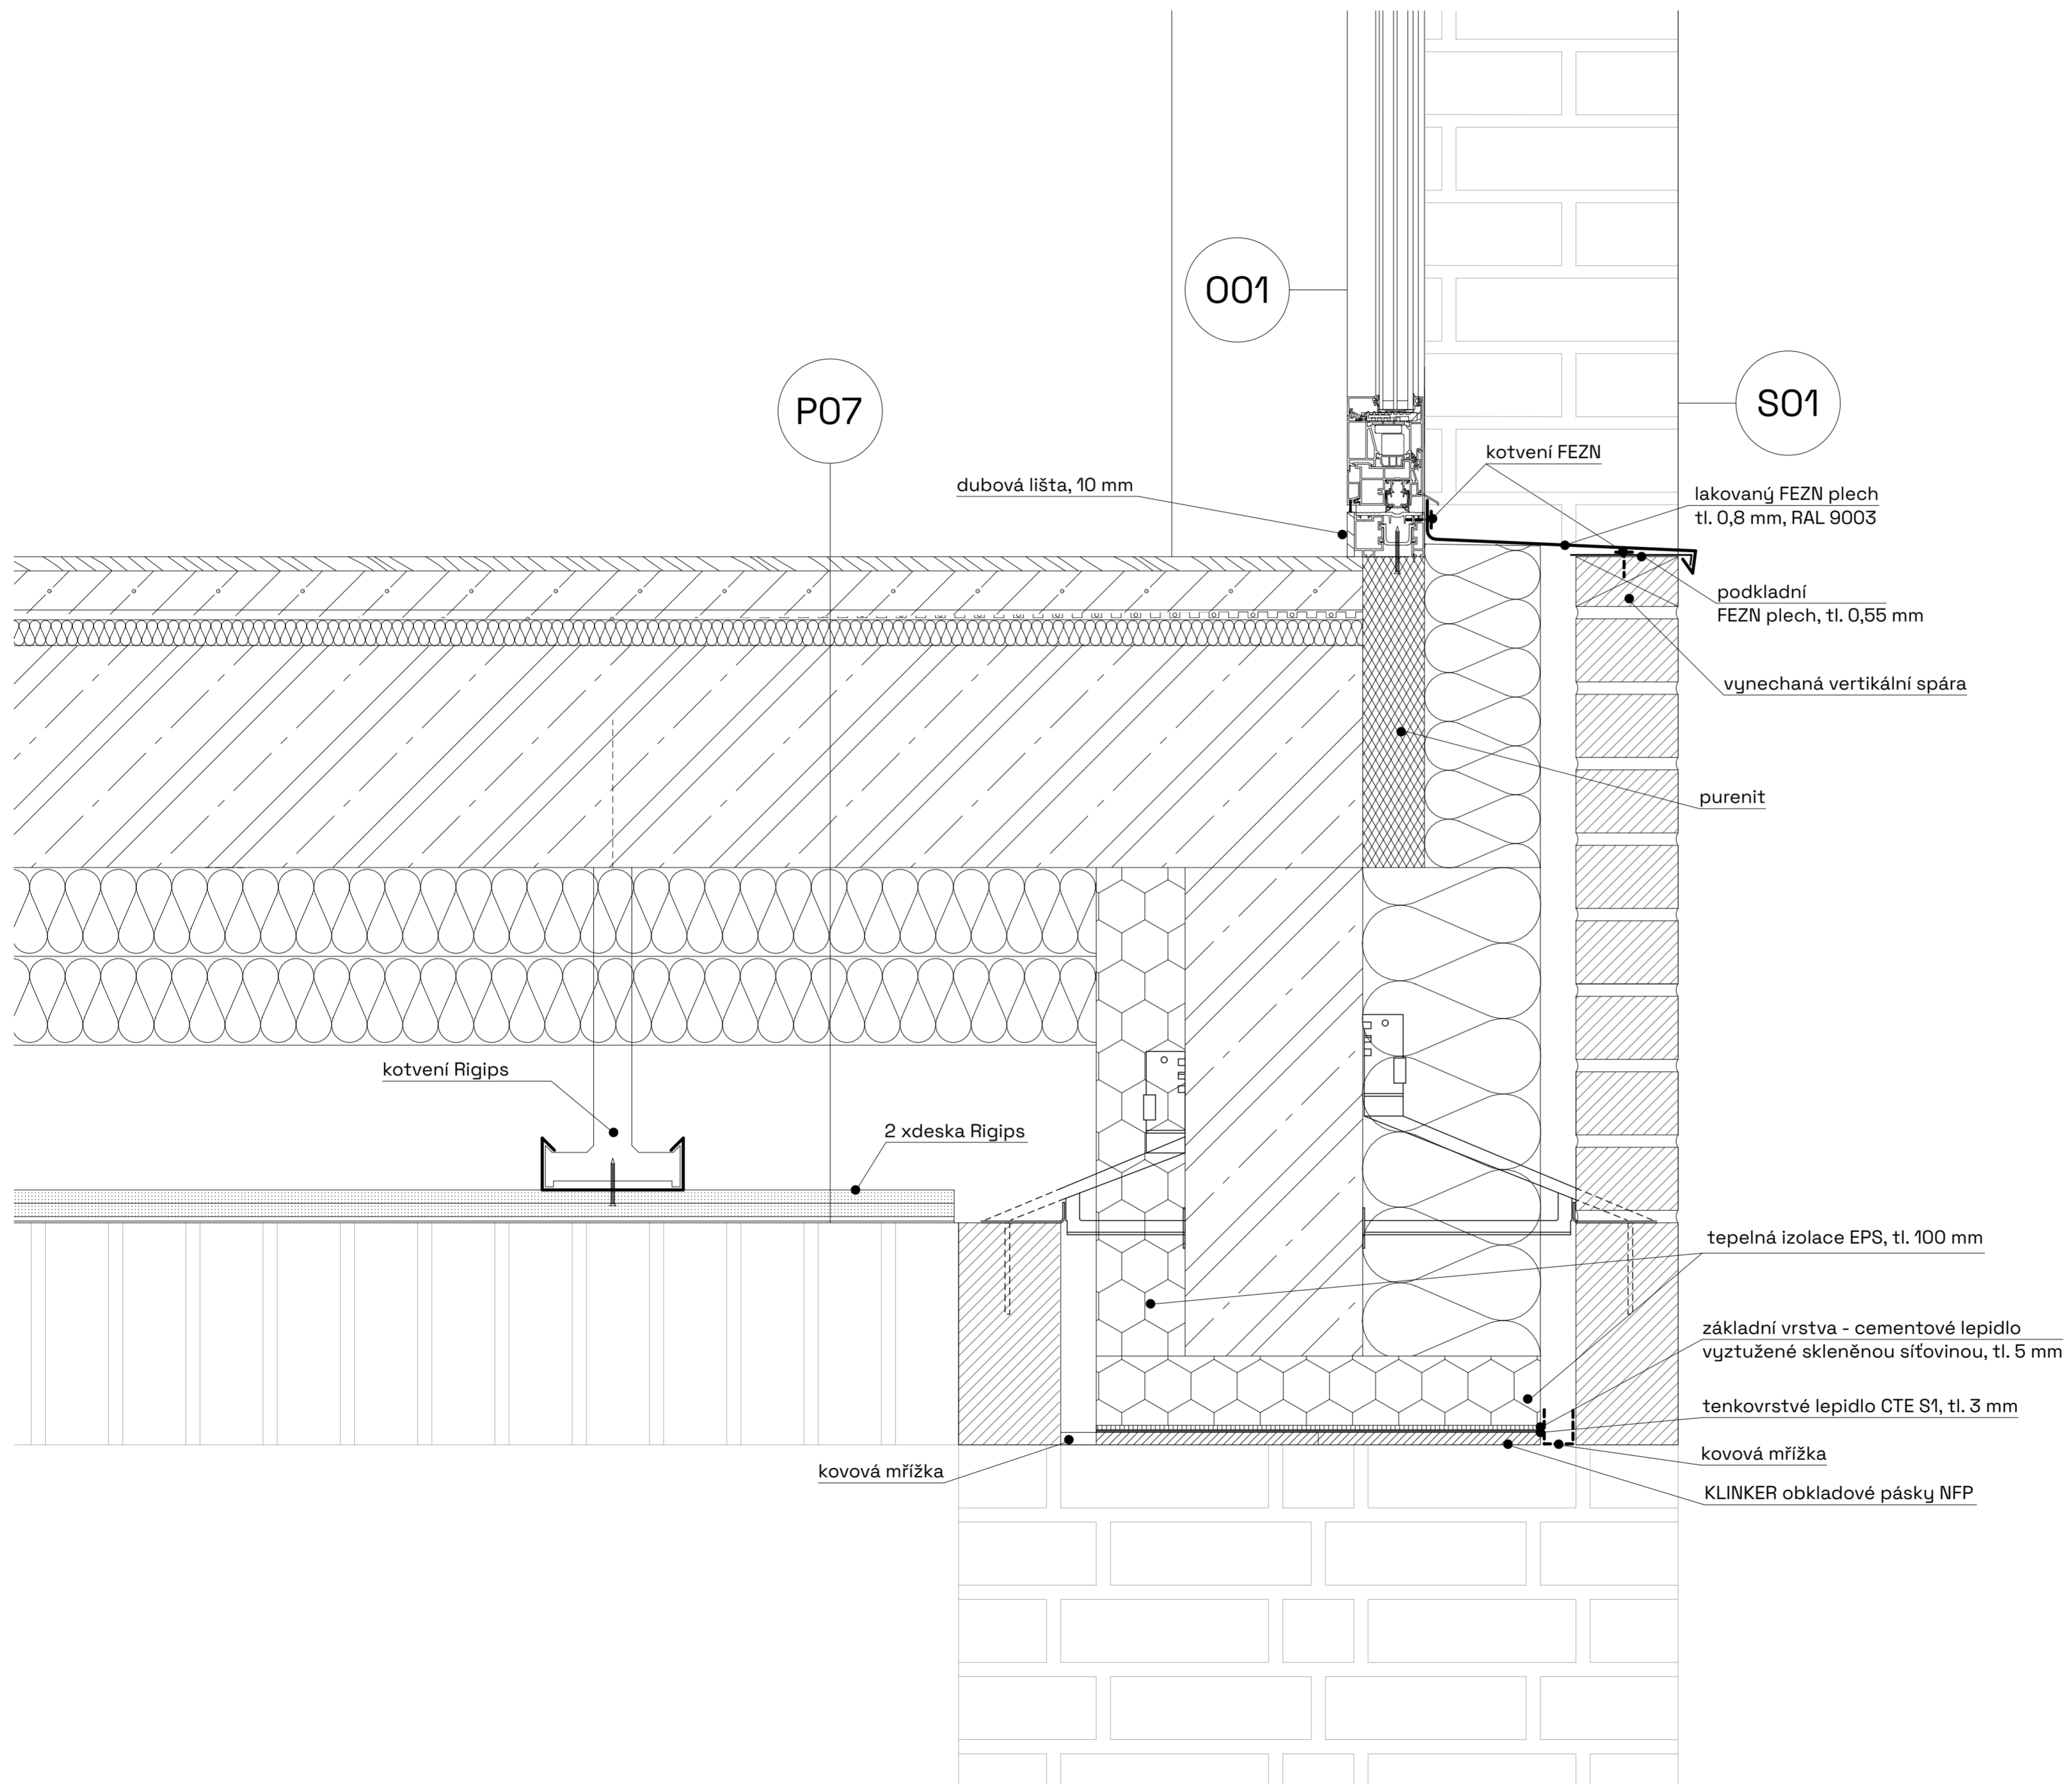 001
P07
S01
kotvení FEZN
dubová lišta, 10 mm
lakovaný FEZN plech
tl. 0,8 mm, RAL 9003
podkladní
FEZN plech, tl. 0,55 mm
vynechaná vertikální spára
purenit
kotvení Rigips
2 xdeska Rigips
tepelná izolace EPS, tl. 100 mm
základní vrstva - cementové lepidlo
vyztužené skleněnou síťovinou, tl. 5 mm
tenkovrstvé lepidlo CTE S1, tl. 3 mm
kovová mřížka
kovová mřížka
KLINKER obkladové pásky NFP